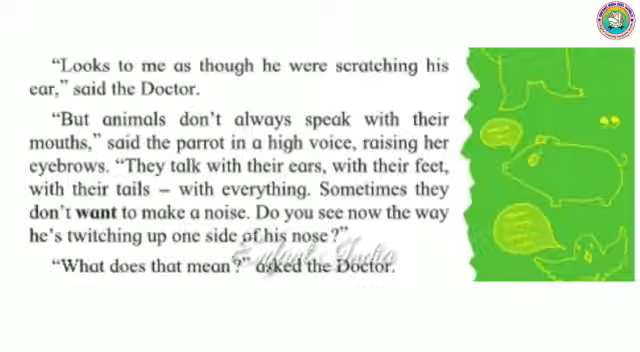 "Looks to me as though he were scratching his
ear," said the Doctor.
"But animals don't always speak with their
mouths," said the parrot in a high voice, raising her
eyebrows. "They talk with their ears, with their feet,
with their tails – with everything. Sometimes they
don't want to make a noise. Do you see now the way
he's twitching up one side of his nose?"
"What does that mean?" asked the Doctor.
Enfant India